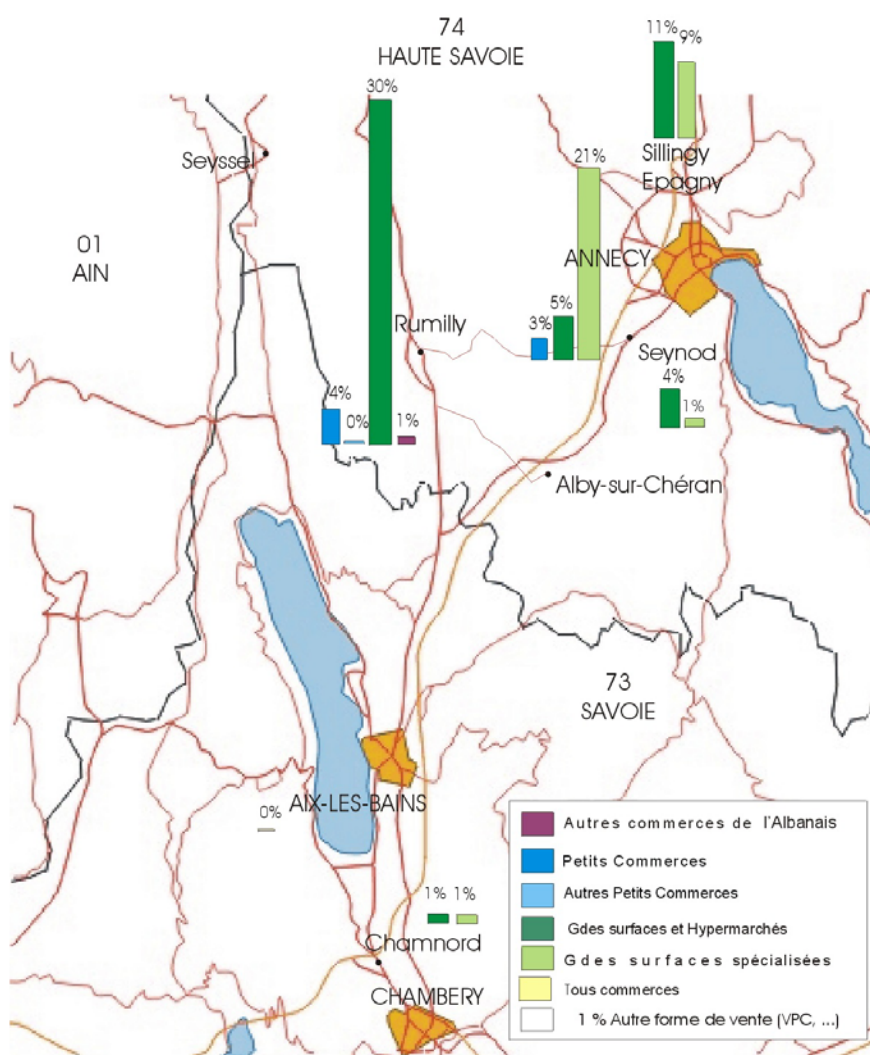 74
HAUTE SAVOIE
11%
9%
30%
Sillingy
Epagny
Seyssel
21%
01
AIN
ANNECY
5%
3%
Rumilly
Seynod
4%
4%
0%
1%
1%
Alby-sur-Chéran
73
SAVOIE
AIX-LES-BAINS
0%
1%
1%
Chamnord
CHAMBERY
Autres commerces de l'Albanais
Petits Commerces
Autres Petits Commerces
Gdes surfaces et Hypermarchés
Gdes surfaces spécialisées
Tous commerces
1 % Autre forme de vente (VPC, ...)